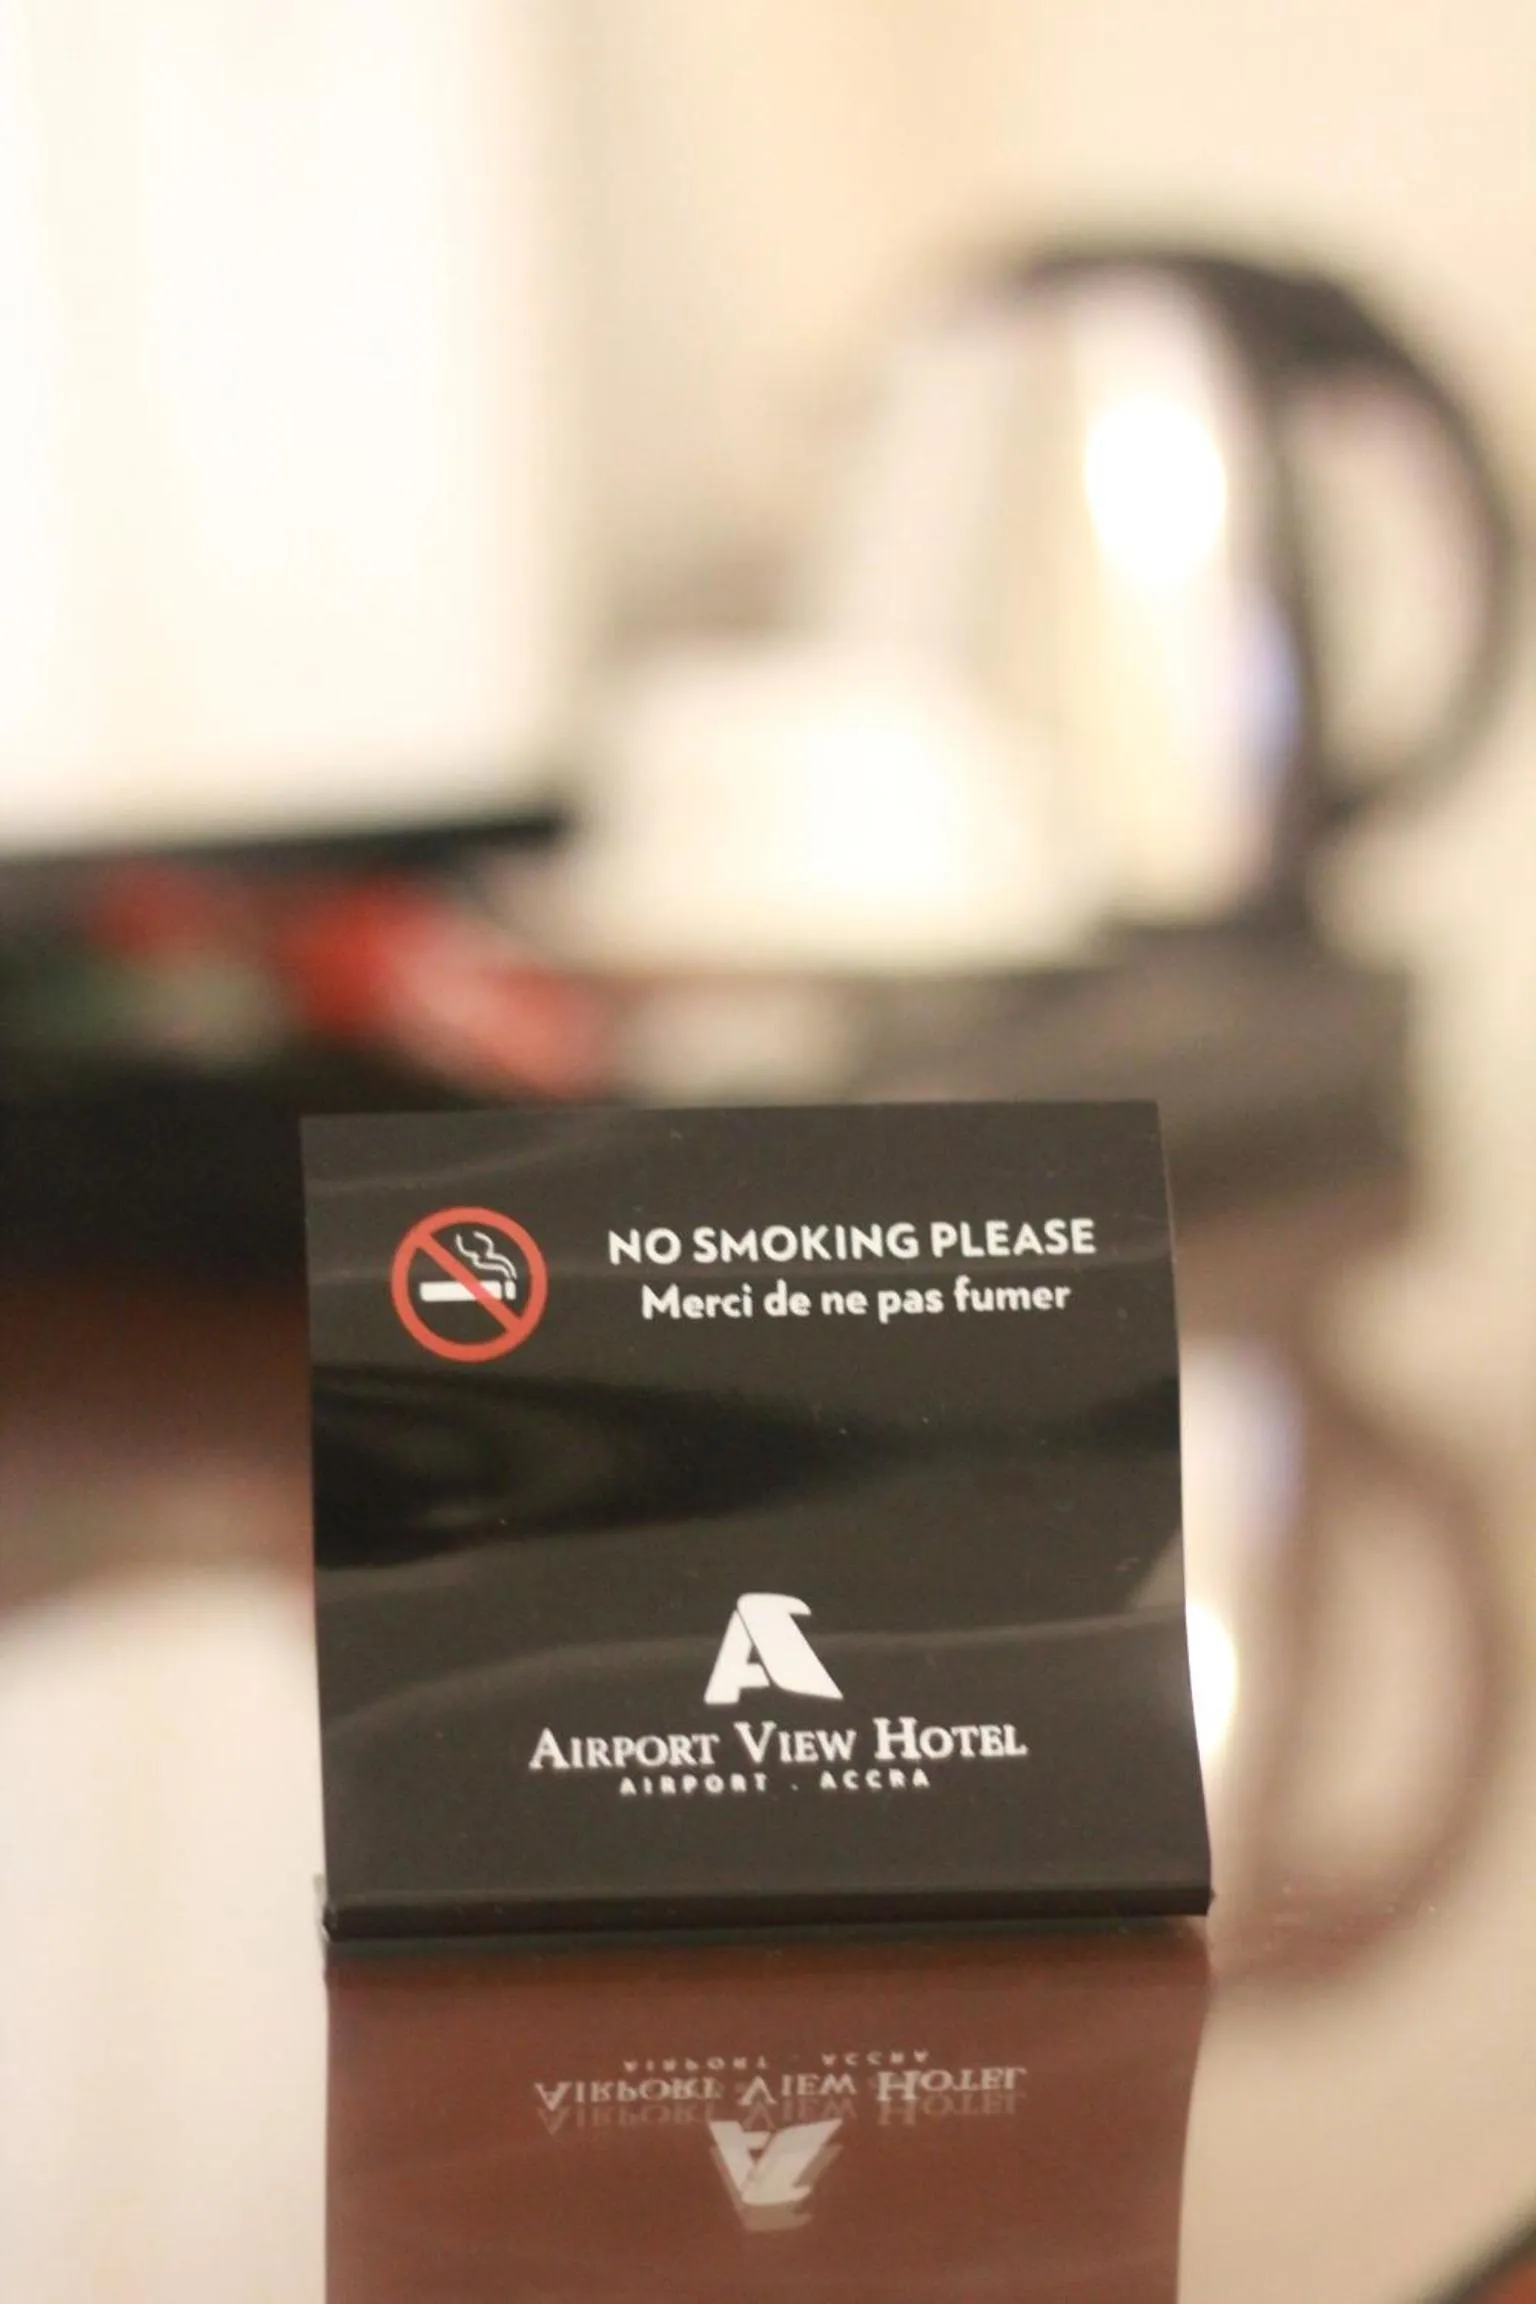 NO SMOKING PLEASE
Merci de ne pas fumer
AIRPORT VIEW HOTEL
AIRPORT . ACCRA